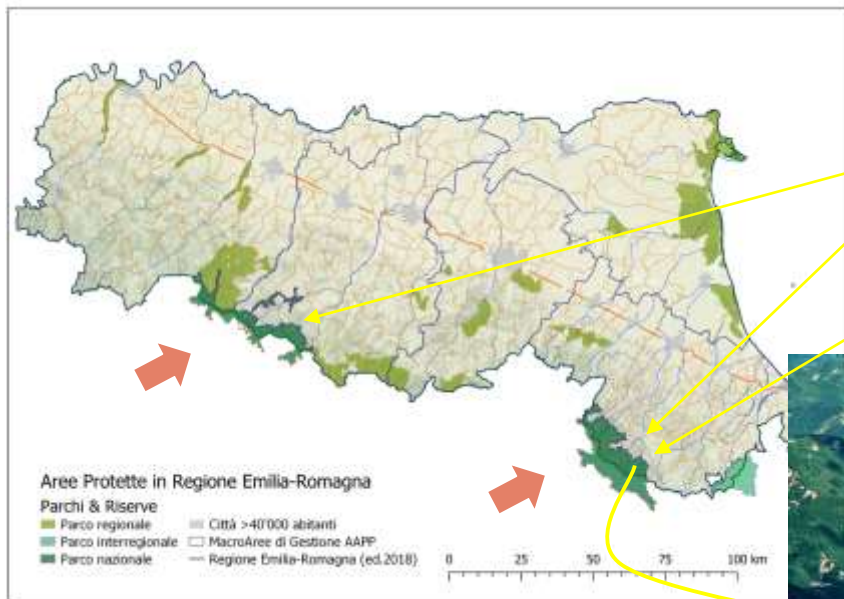 Aree Protette in Regione Emilia-Romagna
Parchi & Riserve
Parco regionale
Parco interregionale
Parco nazionale
Città >40'000 abitanti
MacroAree di Gestione AAPP
Regione Emilia-Romagna (ed.2018)
0 25 50 75 100 km